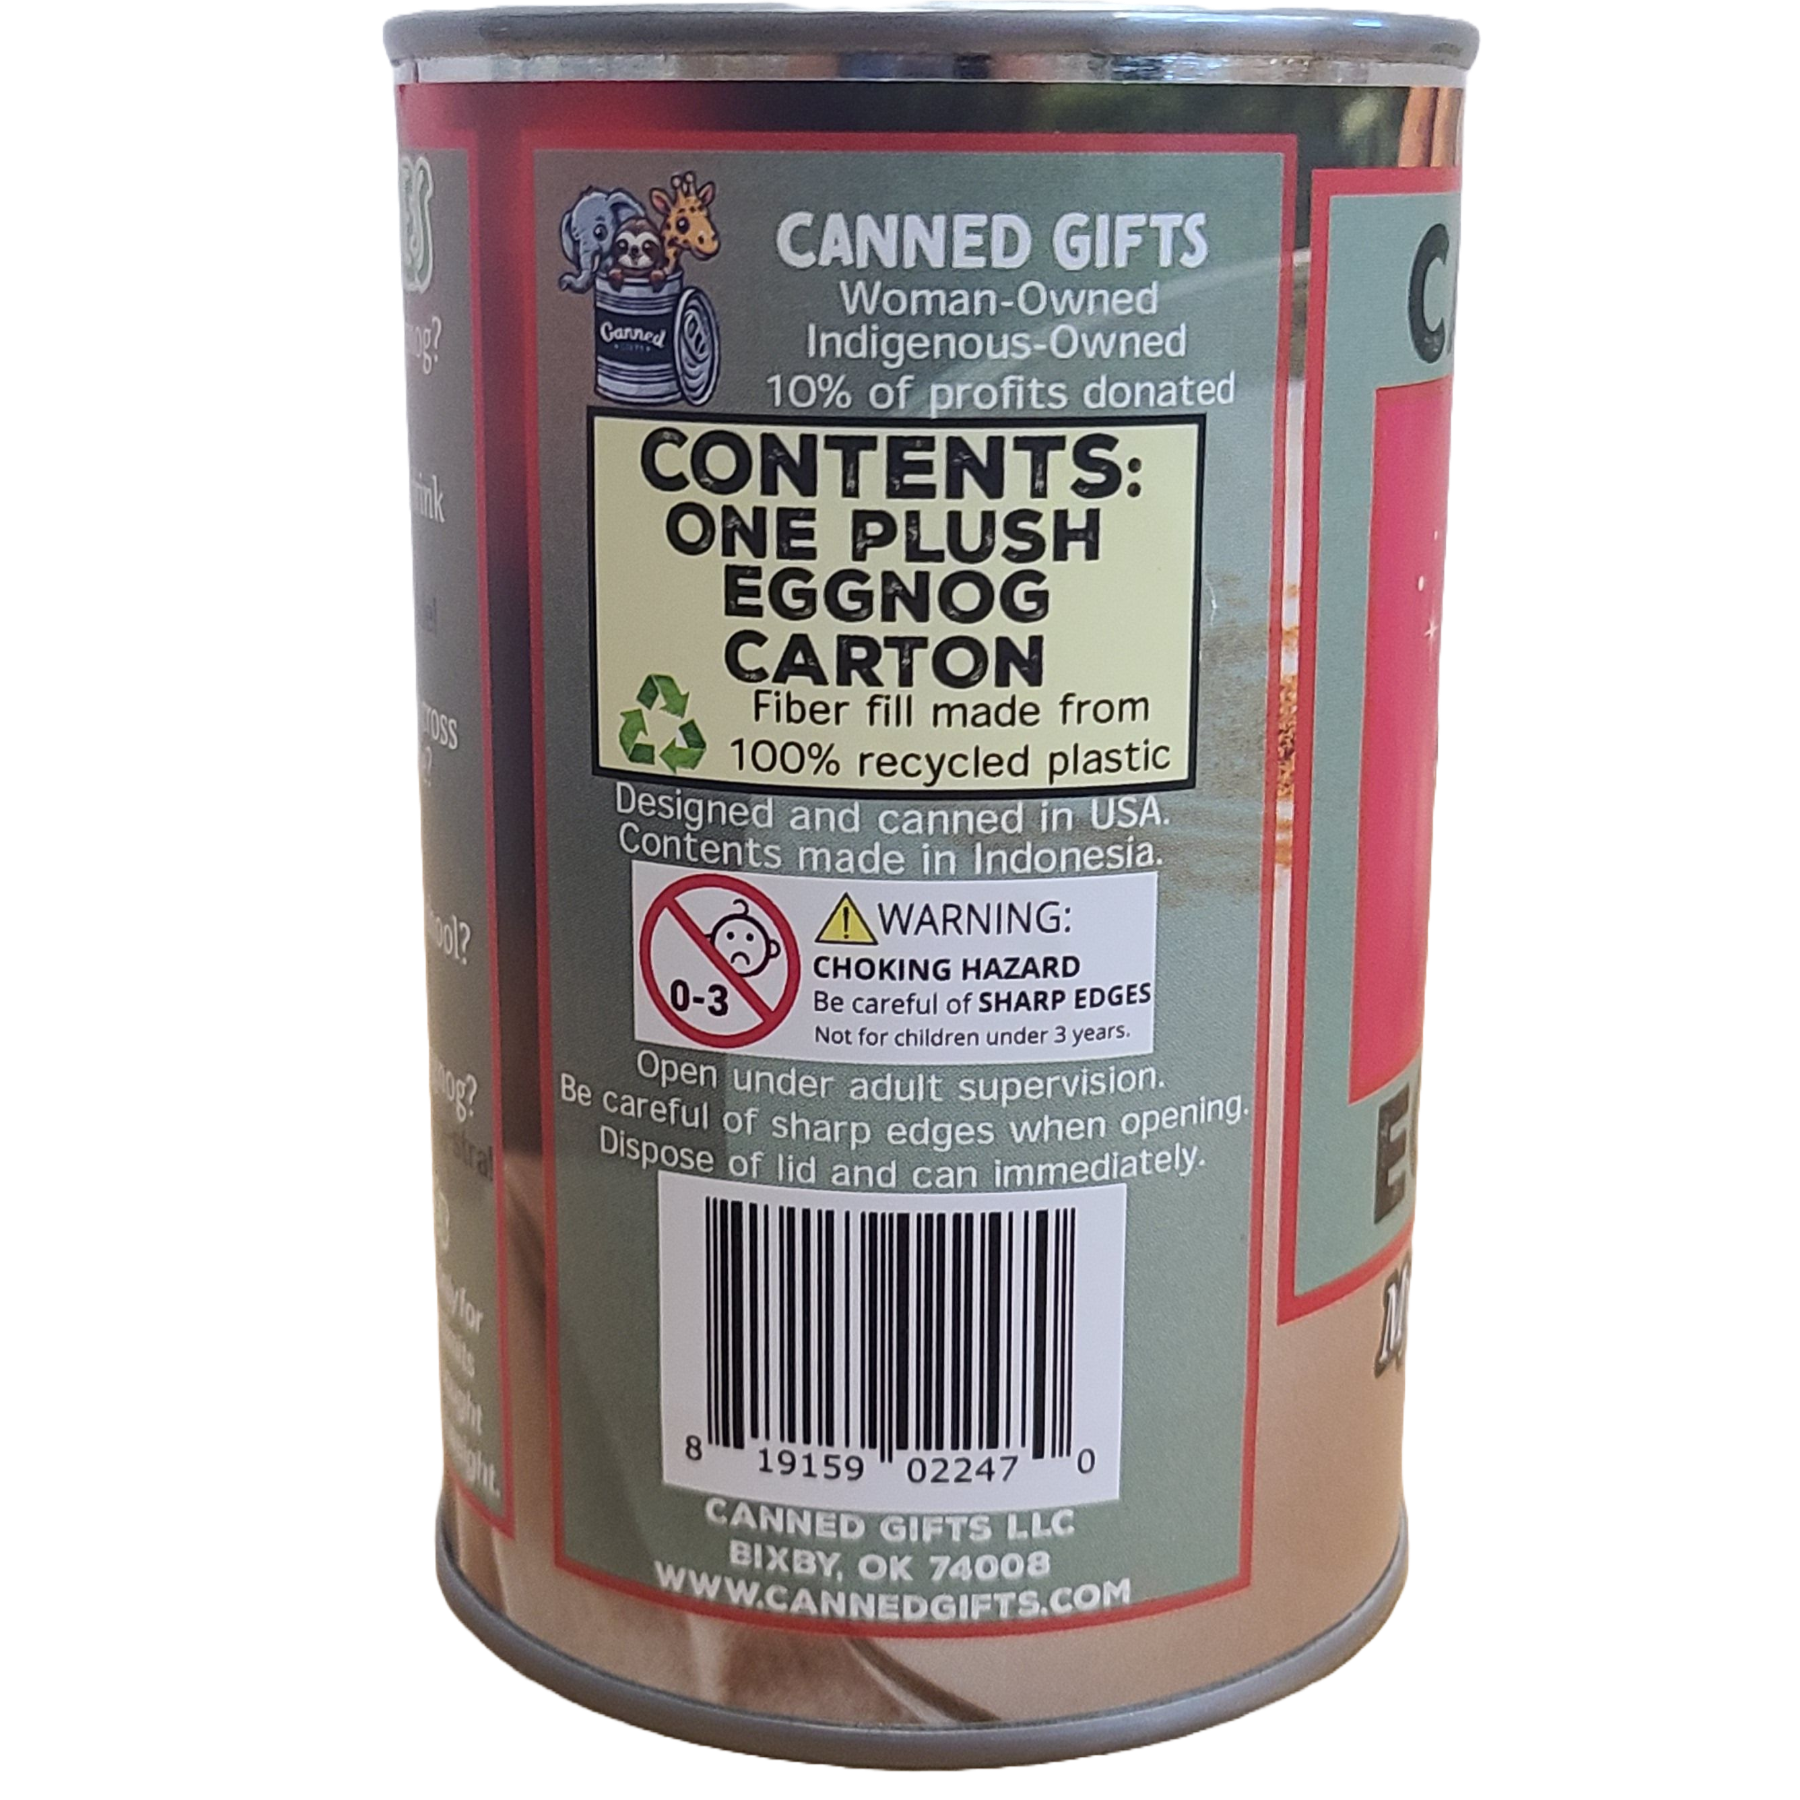 CANNED GIFTS
Woman-Owned
Indigenous-Owned
10% of profits donated
Canned
CONTENTS:
ONE PLUSH
EGGNOG
CARTON
Fiber fill made from
100% recycled plastic
Designed and canned in USA.
Contents made in Indonesia.
0-3
WARNING:
CHOKING HAZARD
Be careful of SHARP EDGES
Not for children under 3 years.
Open under adult supervision.
Be careful of sharp edges when opening.
Dispose of lid and can immediately.
8 19159 02247 0
CANNED GIFTS LLC
BIXBY, OK 74008
WWW.CANNEDGIFTS.COM